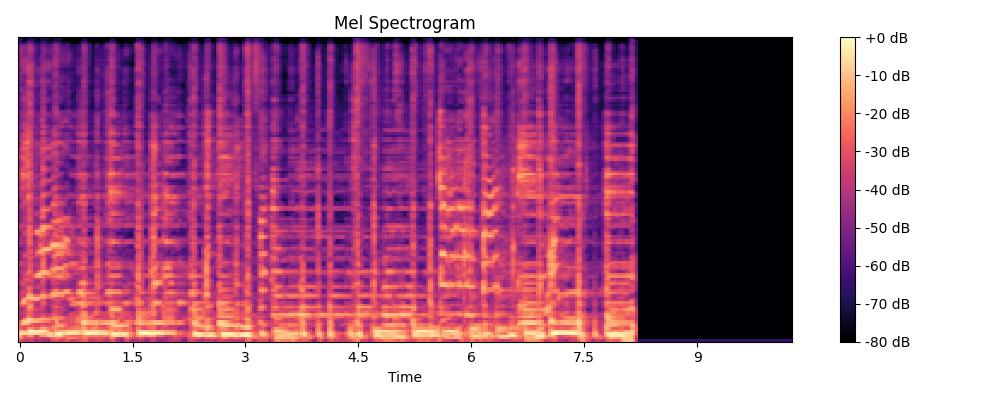 Mel Spectrogram
+0 dB
-10 dB
-20 dB
-30 dB
-40 dB
-50 dB
-60 dB
-70 dB
-80 dB
0 1.5 3 4.5 6 7.5 9
Time